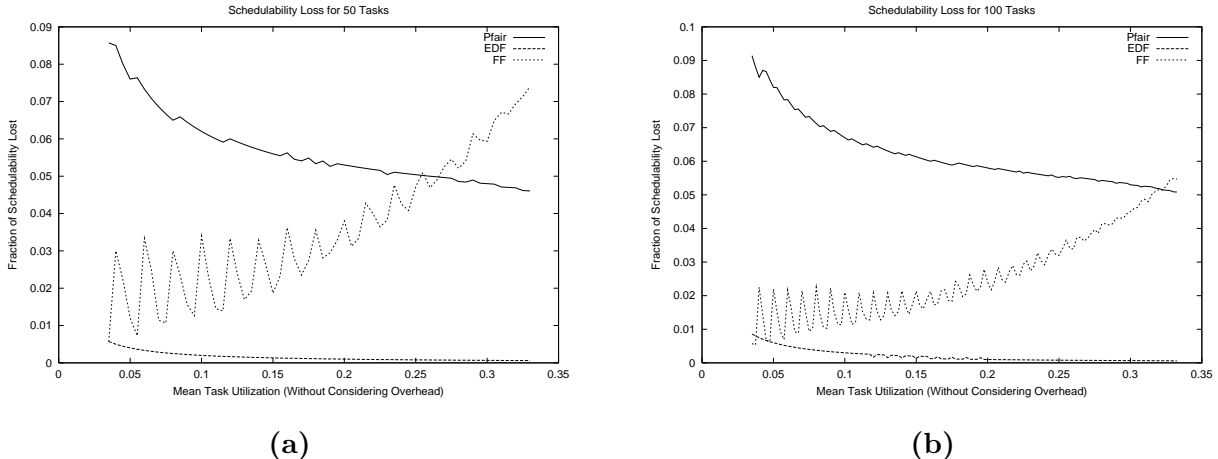 Schedulability Loss for 50 Tasks
Pfair
EDF
FF
Fraction of Schedulability Lost
0.09
0.08
0.07
0.06
0.05
0.04
0.03
0.02
0.01
0
0
0.05
0.1
0.15
0.2
0.25
0.3
0.35
Mean Task Utilization (Without Considering Overhead)
(a)
Schedulability Loss for 100 Tasks
Pfair
EDF
FF
Fraction of Schedulability Lost
0.1
0.09
0.08
0.07
0.06
0.05
0.04
0.03
0.02
0.01
0
0
0.05
0.1
0.15
0.2
0.25
0.3
0.35
Mean Task Utilization (Without Considering Overhead)
(b)